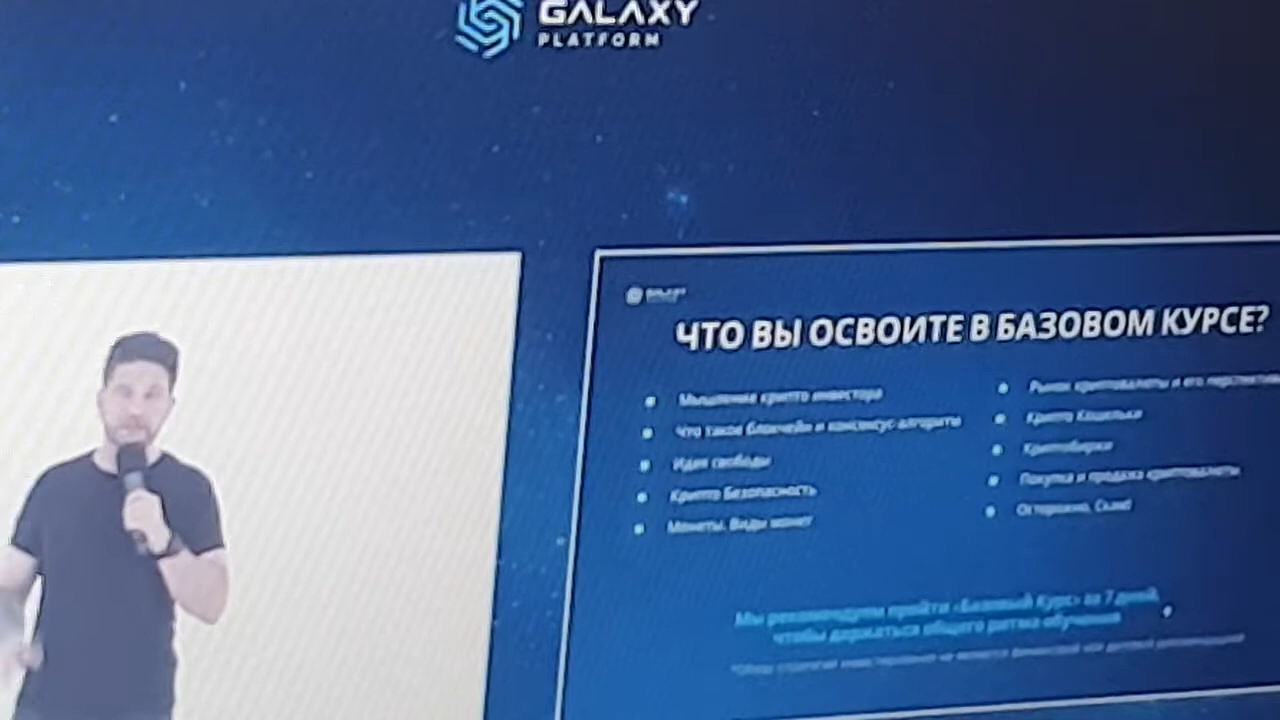 GALAXY
PLATFORM
ЧТО ВЫ ОСВОИТЕ В БАЗОВОМ КУРСЕ?
Мышление крипто инвестора
Что такое блокчейн и консенсус-алгоритм
Идея свободы
Крипто Безопасность
Монеты. Виды монет
Рынок криптовалюты и его
Крипто Кошельки
Криптобиржи
Покупка и продажа криптовалюты
Осторожно, Скам!
Мы рекомендуем пройти «Базовый Курс» за 7 дней,
чтобы держаться общего ритма обучения